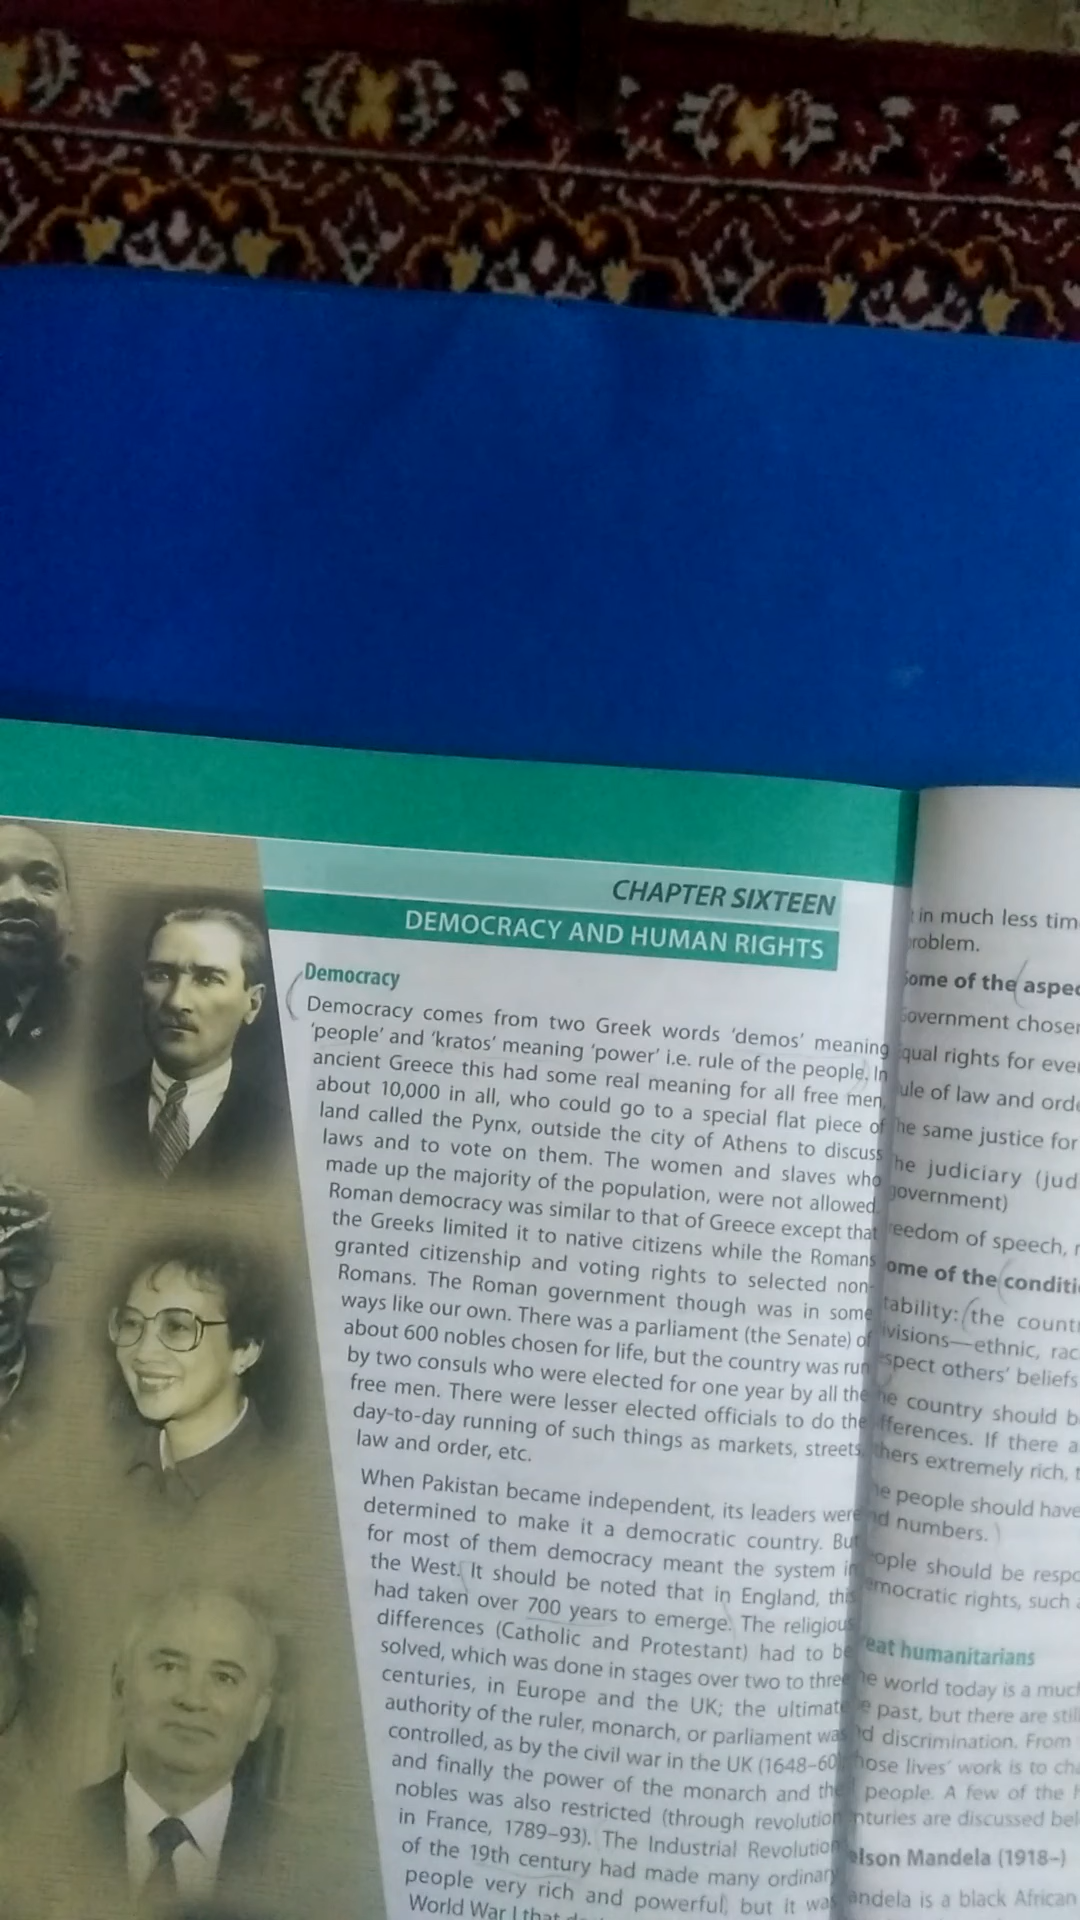 CHAPTER SIXTEEN
DEMOCRACY AND HUMAN RIGHTS
Democracy
Democracy comes from two Greek words 'demos' meaning
'people' and 'kratos' meaning 'power' i.e. rule of the people. In
ancient Greece this had some real meaning for all free men,
about 10,000 in all, who could go to a special flat piece of
land called the Pynx, outside the city of Athens to discuss
laws and to vote on them. The women and slaves who
made up the majority of the population, were not allowed.
Roman democracy was similar to that of Greece except that
the Greeks limited it to native citizens while the Romans
granted citizenship and voting rights to selected non-
Romans. The Roman government though was in some
ways like our own. There was a parliament (the Senate) of
about 600 nobles chosen for life, but the country was run
by two consuls who were elected for one year by all the
free men. There were lesser elected officials to do the
day-to-day running of such things as markets, streets,
law and order, etc.
When Pakistan became independent, its leaders were
determined to make it a democratic country. But
for most of them democracy meant the system in
the West. It should be noted that in England, this
had taken over 700 years to emerge. The religious
differences (Catholic and Protestant) had to be
solved, which was done in stages over two to three
centuries, in Europe and the UK; the ultimate
authority of the ruler, monarch, or parliament was
controlled, as by the civil war in the UK (1648–60)
and finally the power of the monarch and the
nobles was also restricted (through revolution
in France, 1789–93). The Industrial Revolution
of the 19th century had made many ordinary
people very rich and powerful, but it was
World War I that
in much less tim
roblem.
ome of the aspec
overnment chosen
qual rights for ever
ule of law and orde
he same justice for
he judiciary (jud
government)
eedom of speech,
ome of the conditi
tability: (the countr
ivisions—ethnic, rac
spect others' beliefs
he country should b
fferences. If there a
thers extremely rich, t
he people should have
nd numbers.
ople should be respo
emocratic rights, such a
eat humanitarians
he world today is a much
past, but there are still
d discrimination. From
hose lives' work is to cha
people. A few of the h
nturies are discussed bel
elson Mandela (1918–)
andela is a black African